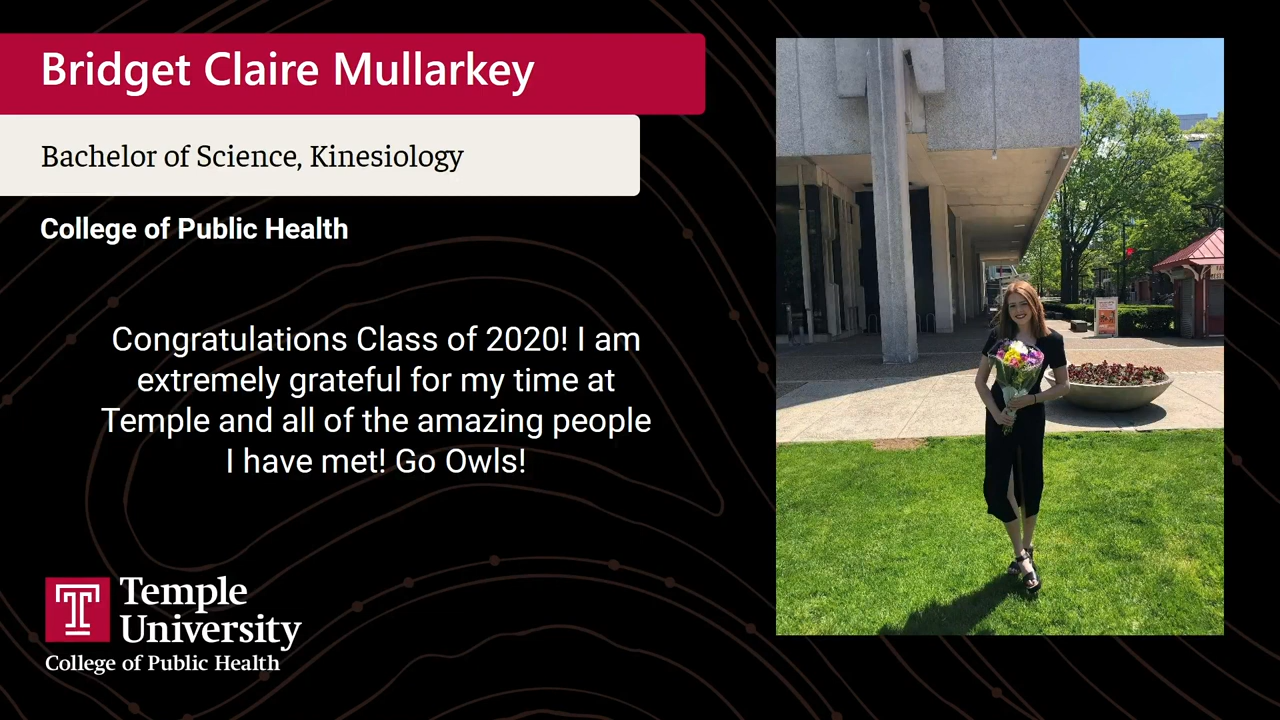 Bridget Claire Mullarkey
Bachelor of Science, Kinesiology
College of Public Health
Congratulations Class of 2020! I am
extremely grateful for my time at
Temple and all of the amazing people
I have met! Go Owls!
T
Temple
University
College of Public Health